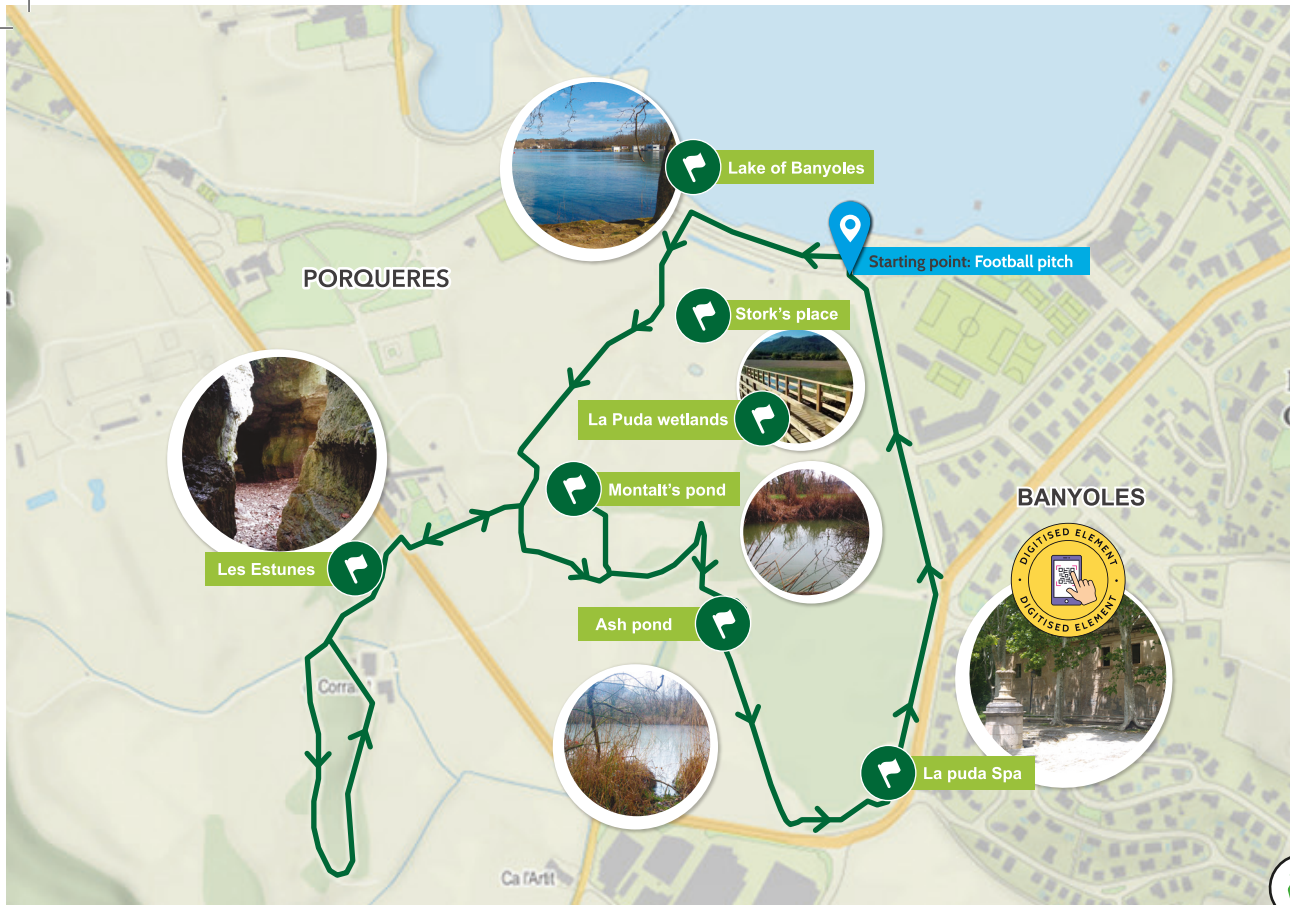 Lake of Banyoles
Starting point: Football pitch
PORQUERES
Stork's place
La Puda wetlands
Montalt's pond
BANYOLES
DIGITISED ELEMENT
DIGITISED ELEMENT
Les Estunes
Ash pond
La puda Spa
Ca l'Artit